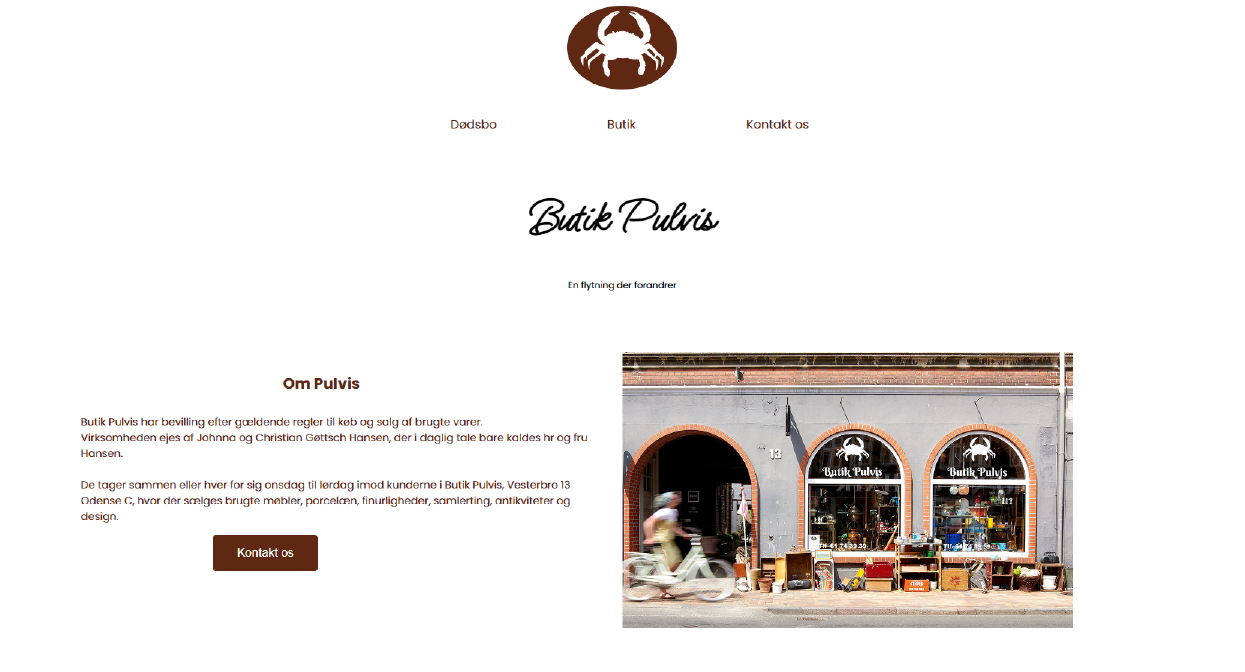 Dødsbo
Butik
Kontakt os
Butik Pulvis
En flytning der forandrer
Om Pulvis
Butik Pulvis har bevilling efter gældende regler til køb og salg af brugte varer.
Virksomheden ejes af Johnna og Christian Gøttsch Hansen, der i daglig tale bare kaldes hr og fru
Hansen.
De tager sammen eller hver for sig onsdag til lørdag imod kunderne i Butik Pulvis, Vesterbro 13
Odense C, hvor der sælges brugte møbler, porcelæn, finurligheder, samlerting, antikviteter og
design.
Kontakt os
13
Butik Pulvis
Butik Pulvis